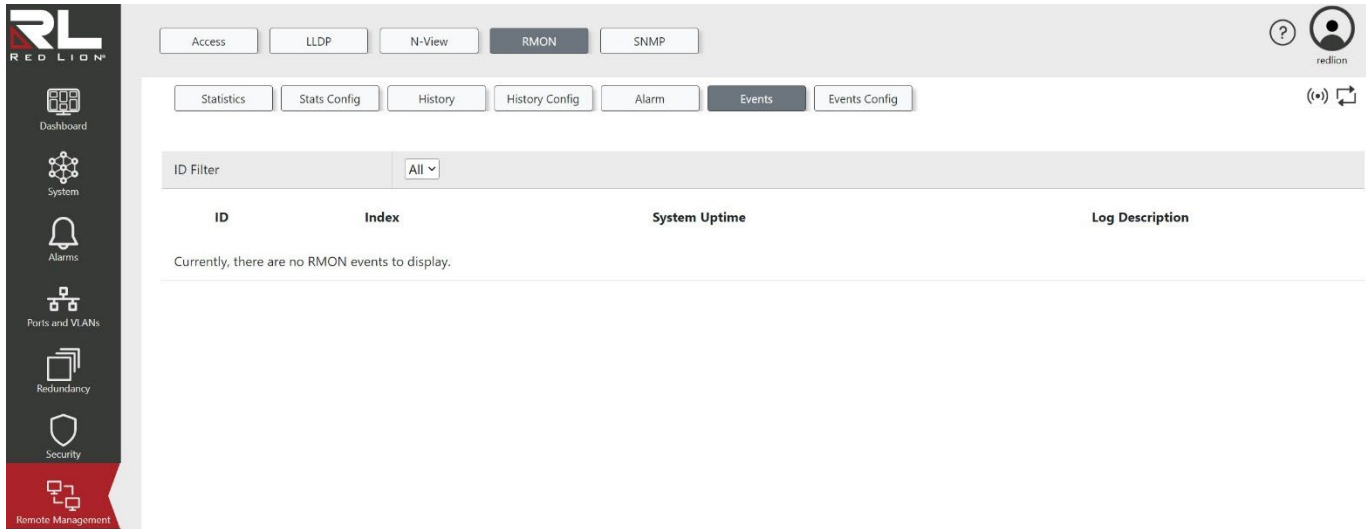 RL
RED LION®
Access LLDP N-View RMON SNMP
?
redlion
Statistics Stats Config History History Config Alarm Events Events Config
Dashboard
System
Alarms
Ports and VLANs
Redundancy
Security
Remote Management
ID Filter All
ID Index System Uptime Log Description
Currently, there are no RMON events to display.